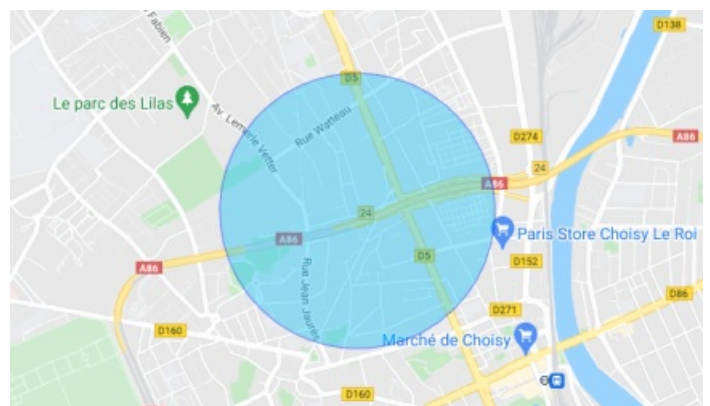 Fabien
D138
D5
Le parc des Lilas
Av. Lemerle Vetter
Rue Watteau
D274
A86
24
A86
24
Paris Store Choisy Le Roi
A86
D5
D152
A86
Rue Jean Jaurès
D86
D271
D160
Marché de Choisy
D160